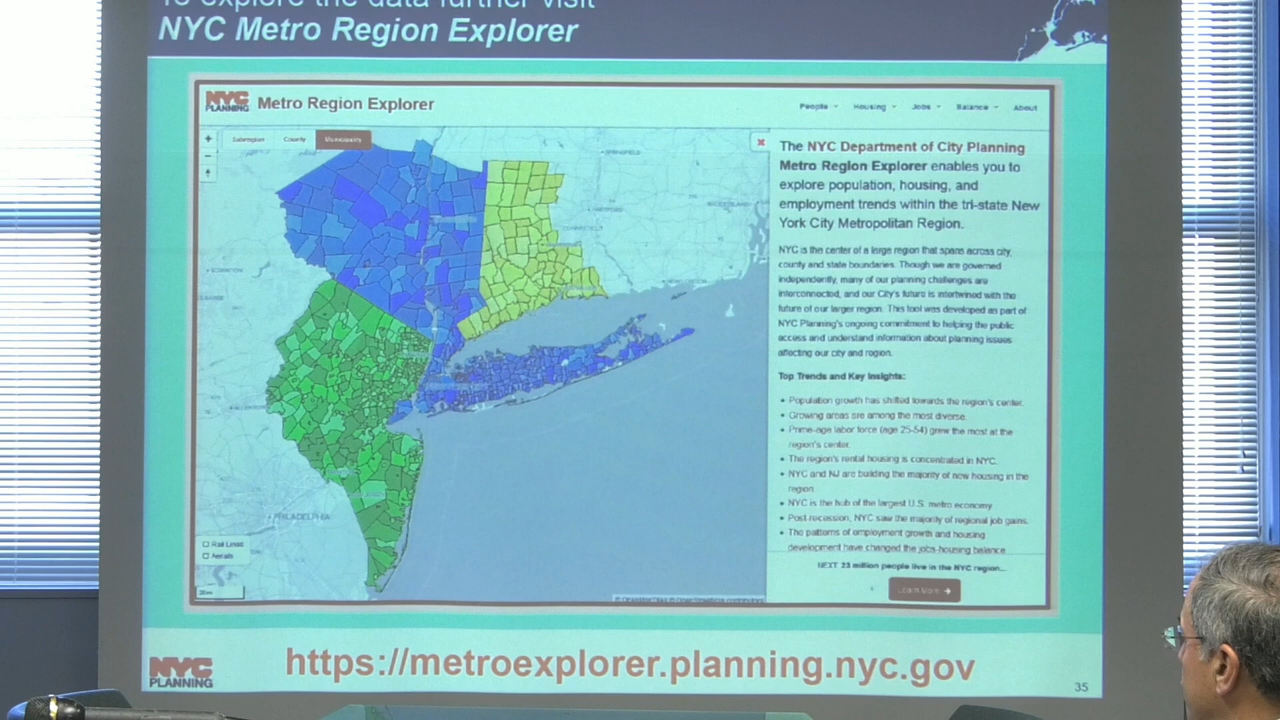 To explore the data further visit
NYC Metro Region Explorer
NYC
PLANNING
Metro Region Explorer
People
Housing
Jobs
Balance
About
+
−
Subregion
County
Municipality
The NYC Department of City Planning
Metro Region Explorer enables you to
explore population, housing, and
employment trends within the tri-state New
York City Metropolitan Region.
NYC is the center of a large region that spans across city,
county and state boundaries. Though we are governed
independently, many of our planning challenges are
interconnected, and our City's future is intertwined with the
future of our larger region. This tool was developed as part of
NYC Planning's ongoing commitment to helping the public
access and understand information about planning issues
affecting our city and region.
Top Trends and Key Insights:
• Population growth has shifted towards the region's center.
• Growing areas are among the most diverse.
• Prime-age labor force (age 25-54) grew the most at the
region's center.
• The region's rental housing is concentrated in NYC.
• NYC and NJ are building the majority of new housing in the
region
• NYC is the hub of the largest U.S. metro economy
• Post recession, NYC saw the majority of regional job gains.
• The patterns of employment growth and housing
development have changed the jobs-housing balance
NEXT 23 million people live in the NYC region...
Learn More →
PHILADELPHIA
Rail Lines
Aerials
NYC
PLANNING
https://metroexplorer.planning.nyc.gov
35